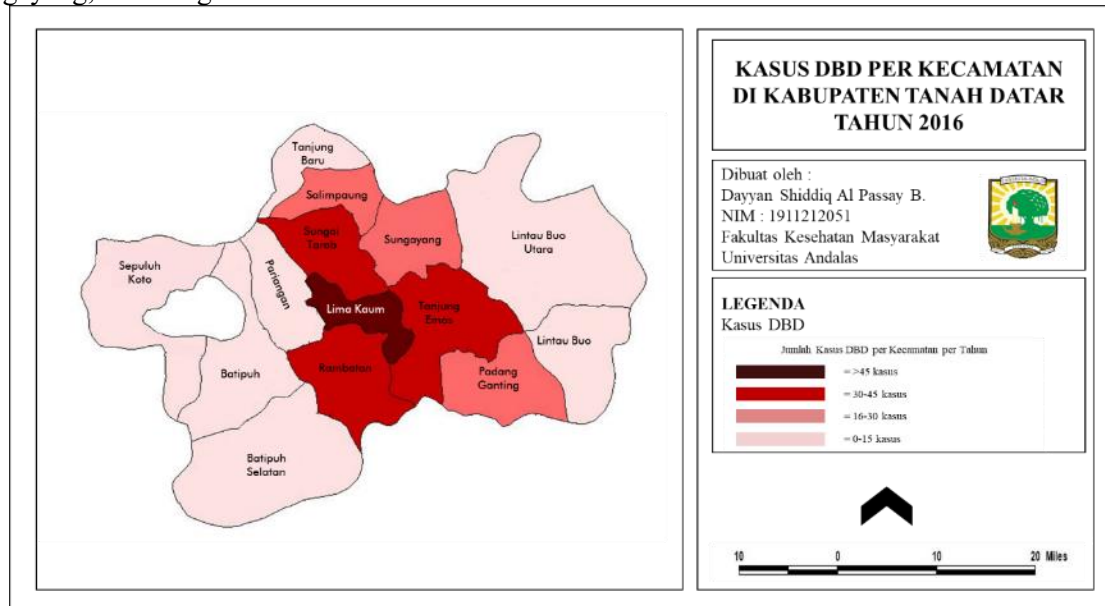 KASUS DBD PER KECAMATAN
DI KABUPATEN TANAH DATAR
TAHUN 2016
Dibuat oleh :
Dayyan Shiddiq Al Passay B.
NIM : 1911212051
Fakultas Kesehatan Masyarakat
Universitas Andalas
LEGENDA
Kasus DBD
Jumlah Kasus DBD per Kecamatan per Tahun
= >45 kasus
= 30-45 kasus
= 16-30 kasus
= 0-15 kasus
10 0 10 20 Miles
Tanjung
Baru
Salimpaung
Sungai
Tarab
Sungayang
Lintau Buo
Utara
Sepuluh
Koto
Pariangan
Lima Kaum
Tanjung
Emas
Lintau Buo
Batipuh
Rambatan
Padang
Ganting
Batipuh
Selatan